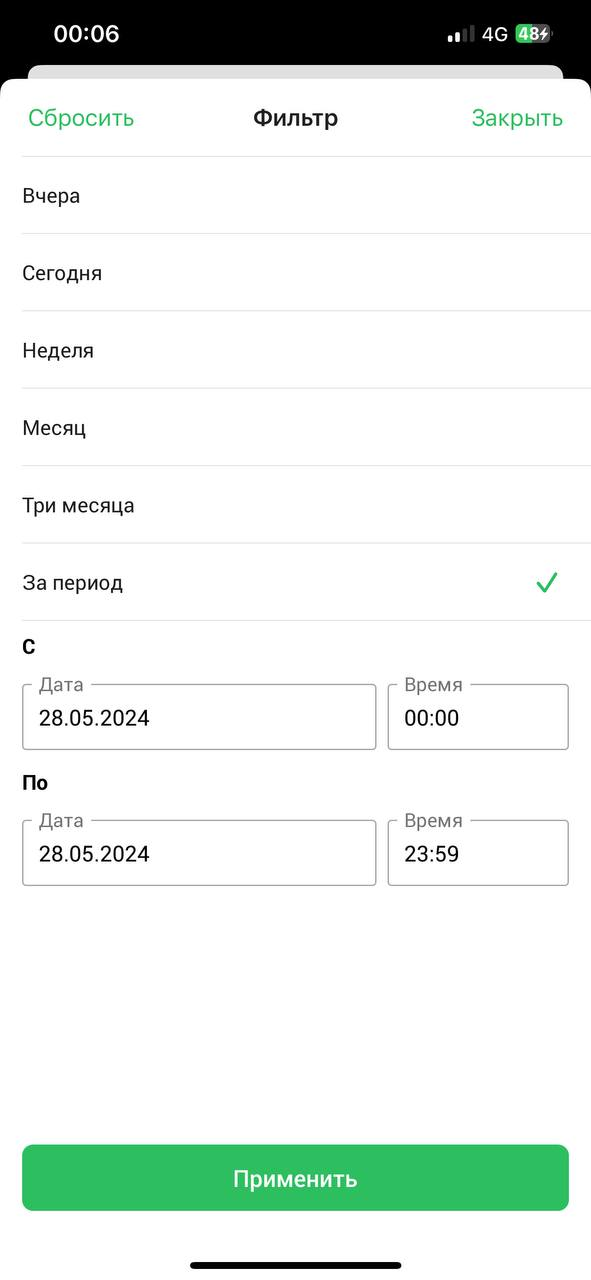 00:06 4G 48
Сбросить Фильтр Закрыть
Вчера
Сегодня
Неделя
Месяц
Три месяца
За период
С
Дата Время
28.05.2024 00:00
По
Дата Время
28.05.2024 23:59
Применить